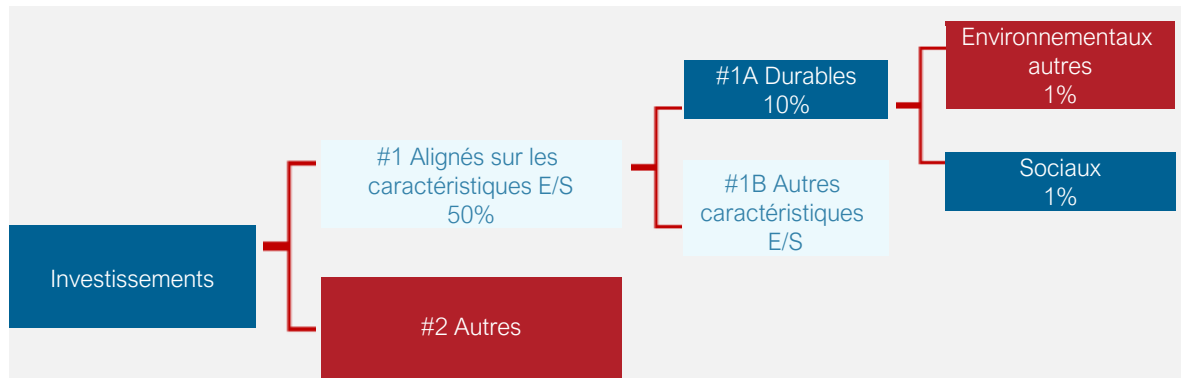 Investissements
#1 Alignés sur les
caractéristiques E/S
50%
#2 Autres
#1A Durables
10%
#1B Autres
caractéristiques
E/S
Environnementaux
autres
1%
Sociaux
1%